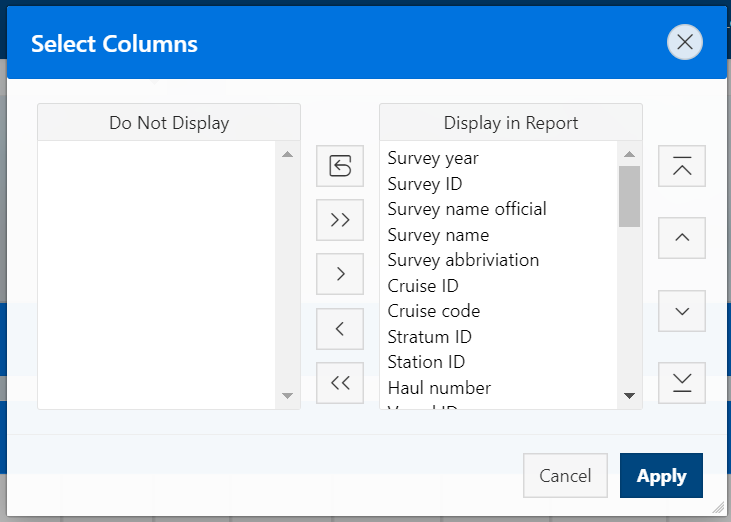 Select Columns
Do Not Display
Display in Report
Survey year
Survey ID
Survey name official
Survey name
Survey abbriviation
Cruise ID
Cruise code
Stratum ID
Station ID
Haul number
Cancel
Apply